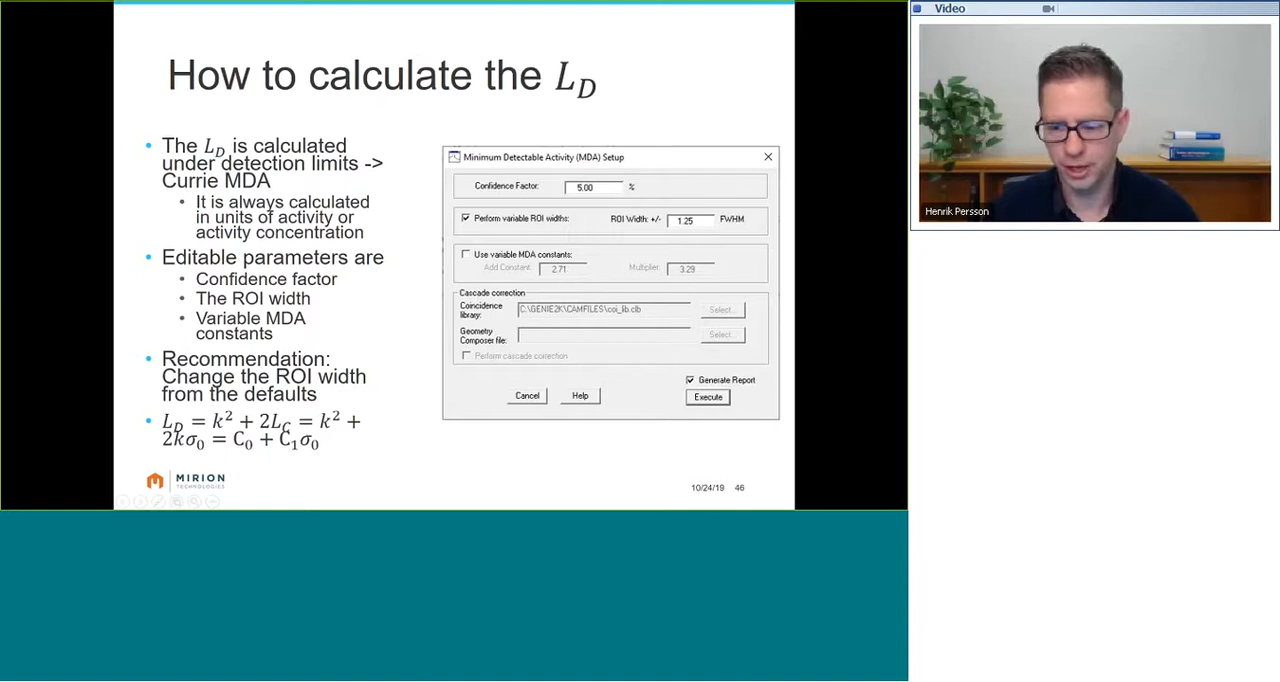 How to calculate the L_D
• The L_D is calculated
under detection limits ->
Currie MDA
• It is always calculated
in units of activity or
activity concentration
• Editable parameters are
• Confidence factor
• The ROI width
• Variable MDA
constants
• Recommendation:
Change the ROI width
from the defaults
• L_D = k² + 2L_C = k² +
2kσ₀ = C₀ + C₁σ₀
MIRION
TECHNOLOGIES
Minimum Detectable Activity (MDA) Setup
Confidence Factor: 5.00 %
Perform variable ROI widths: ROI Width: +/- 1.25 FWHM
Use variable MDA constants:
Add Constant: 2.71 Multiplier: 3.29
Cascade correction
Coincidence
library: C:\GENIE2K\CAMFILES\coi_lib.clb Select...
Geometry
Composer file: Select...
Perform cascade correction
Generate Report
Cancel Help Execute
10/24/19 46
Video
Henrik Persson